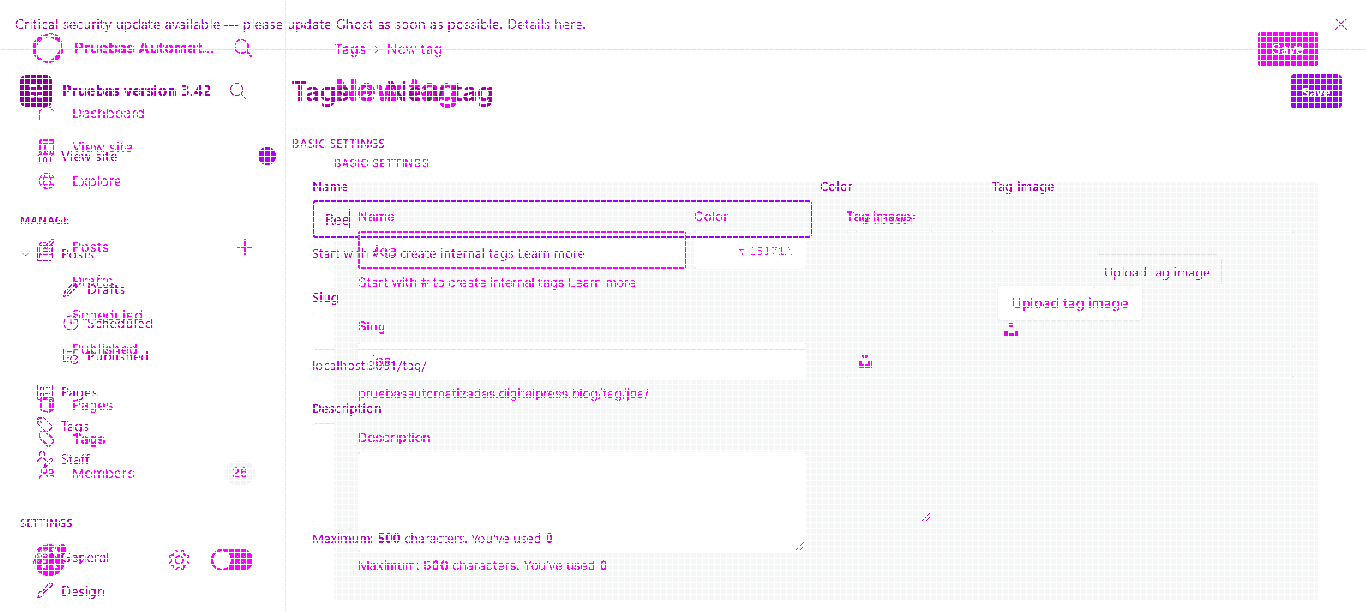 Critical security update available — please update Ghost as soon as possible. Details here.
Pruebas Automat...
Tags > New tag
Save
Pruebas version 3.42
Tags
New tag
Save
Dashboard
View site
View site
Explore
BASIC SETTINGS
BASIC SETTINGS
Name
Color
Tag image
Ree
Name
Color
Tag image
MANAGE
Posts
Posts
Start with # to create internal tags Learn more
Start with # to create internal tags Learn more
Upload tag image
Upload tag image
Drafts
Drafts
Slug
Slug
Scheduled
Scheduled
Published
Published
localhost:3001/tag/
pruebasautomatizadas.digitalpress.blog/tag/joe/
Pages
Pages
Description
Description
Tags
Tags
Staff
Members
26
SETTINGS
Maximum: 500 characters. You've used 0
Maximum: 500 characters. You've used 0
General
Design